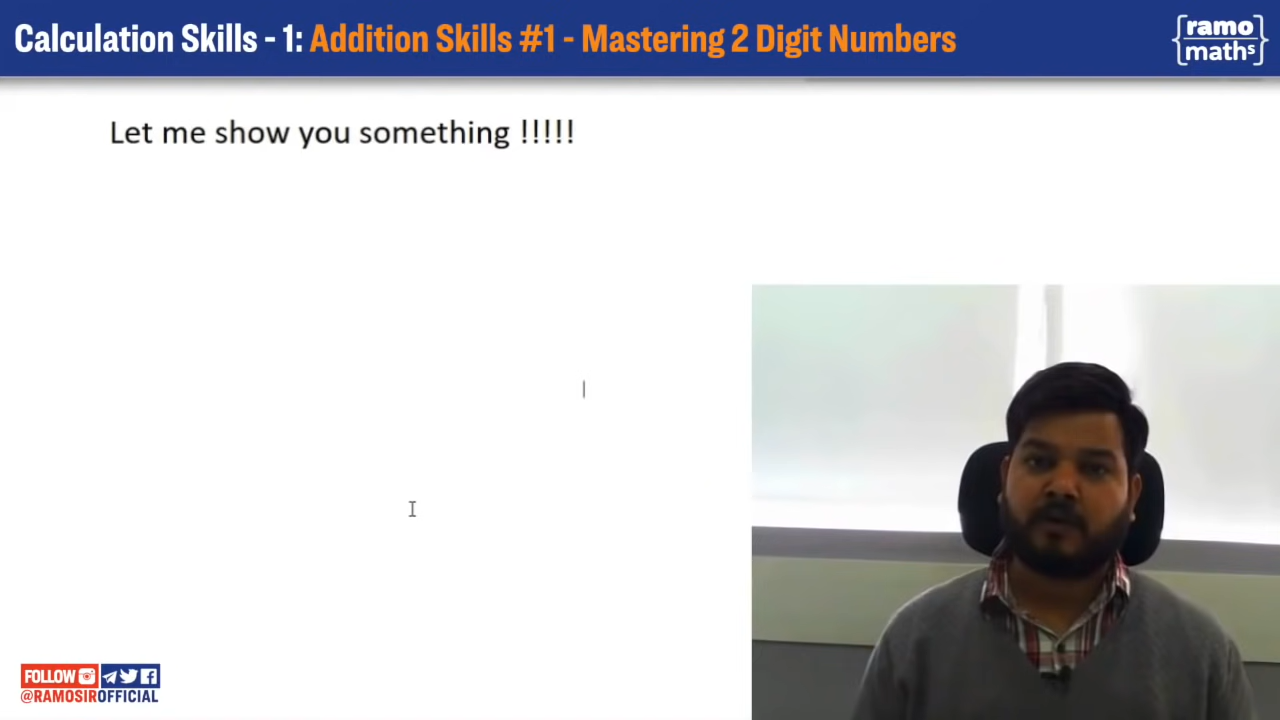 Calculation Skills - 1: Addition Skills #1 - Mastering 2 Digit Numbers
ramo
maths
Let me show you something !!!!!
FOLLOW
@RAMOSIROFFICIAL